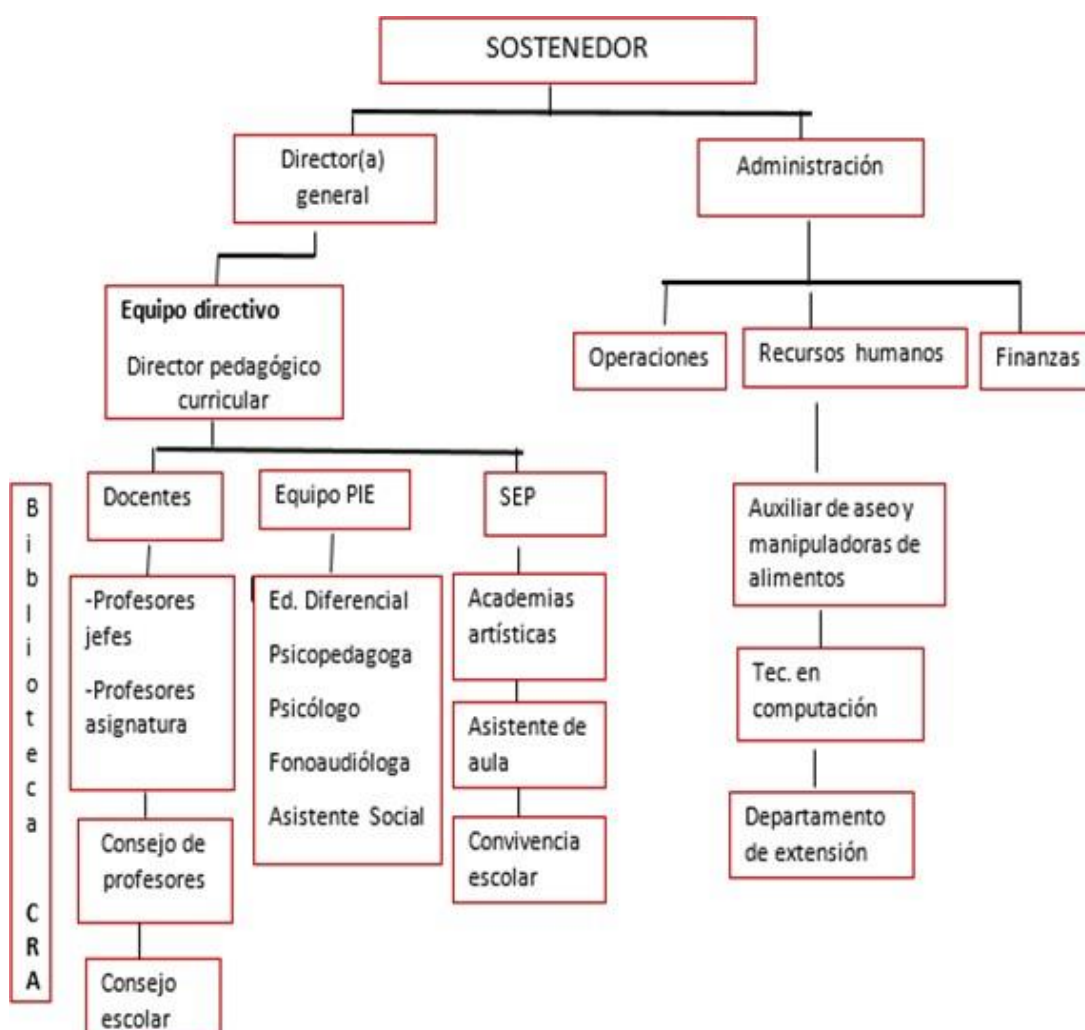 SOSTENEDOR
Director(a)
general
Administración
Equipo directivo
Director pedagógico
curricular
Operaciones
Recursos humanos
Finanzas
Biblioteca CRA
Docentes
Equipo PIE
SEP
-Profesores
jefes
-Profesores
asignatura
Ed. Diferencial
Psicopedagoga
Psicólogo
Fonoaudióloga
Asistente Social
Academias
artísticas
Asistente de
aula
Convivencia
escolar
Consejo de
profesores
Consejo
escolar
Auxiliar de aseo y
manipuladoras de
alimentos
Tec. en
computación
Departamento
de extensión